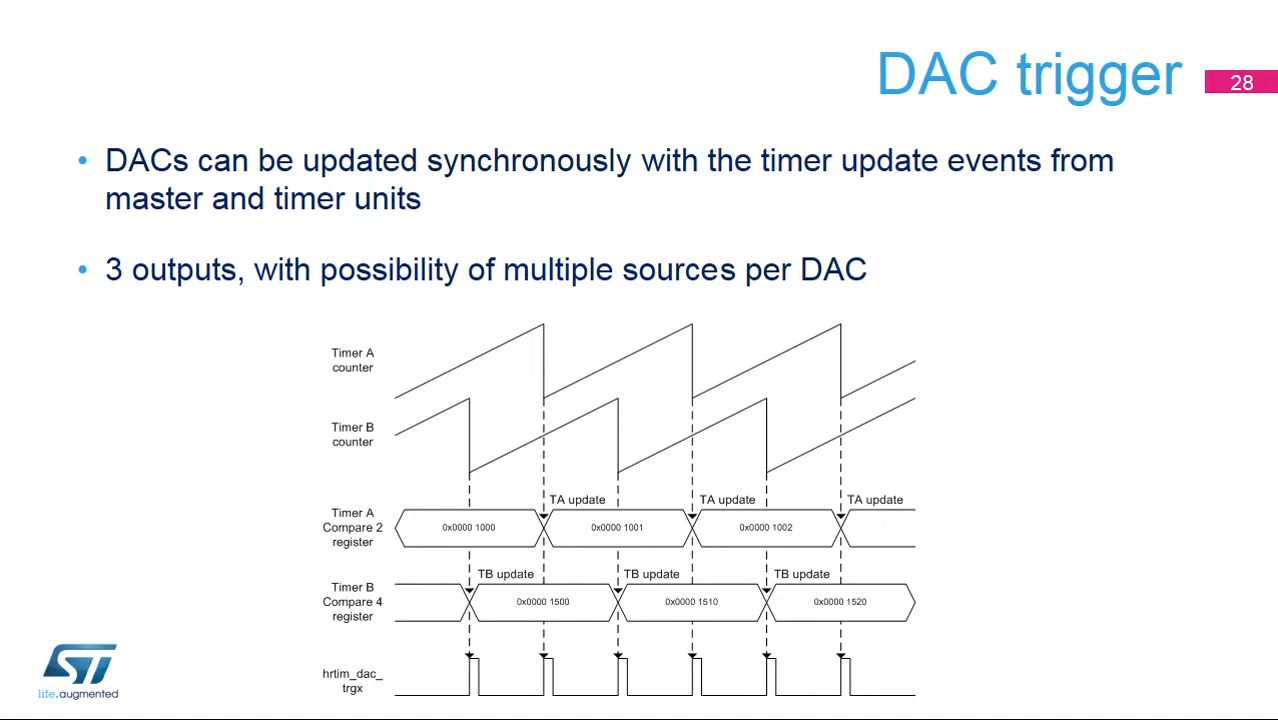 DAC trigger
28
• DACs can be updated synchronously with the timer update events from
master and timer units
• 3 outputs, with possibility of multiple sources per DAC
Timer A
counter
Timer B
counter
TA update
TA update
TA update
Timer A
Compare 2
register
0x0000 1000
0x0000 1001
0x0000 1002
TB update
TB update
TB update
Timer B
Compare 4
register
0x0000 1500
0x0000 1510
0x0000 1520
hrtim_dac_
trgx
ST
life.augmented